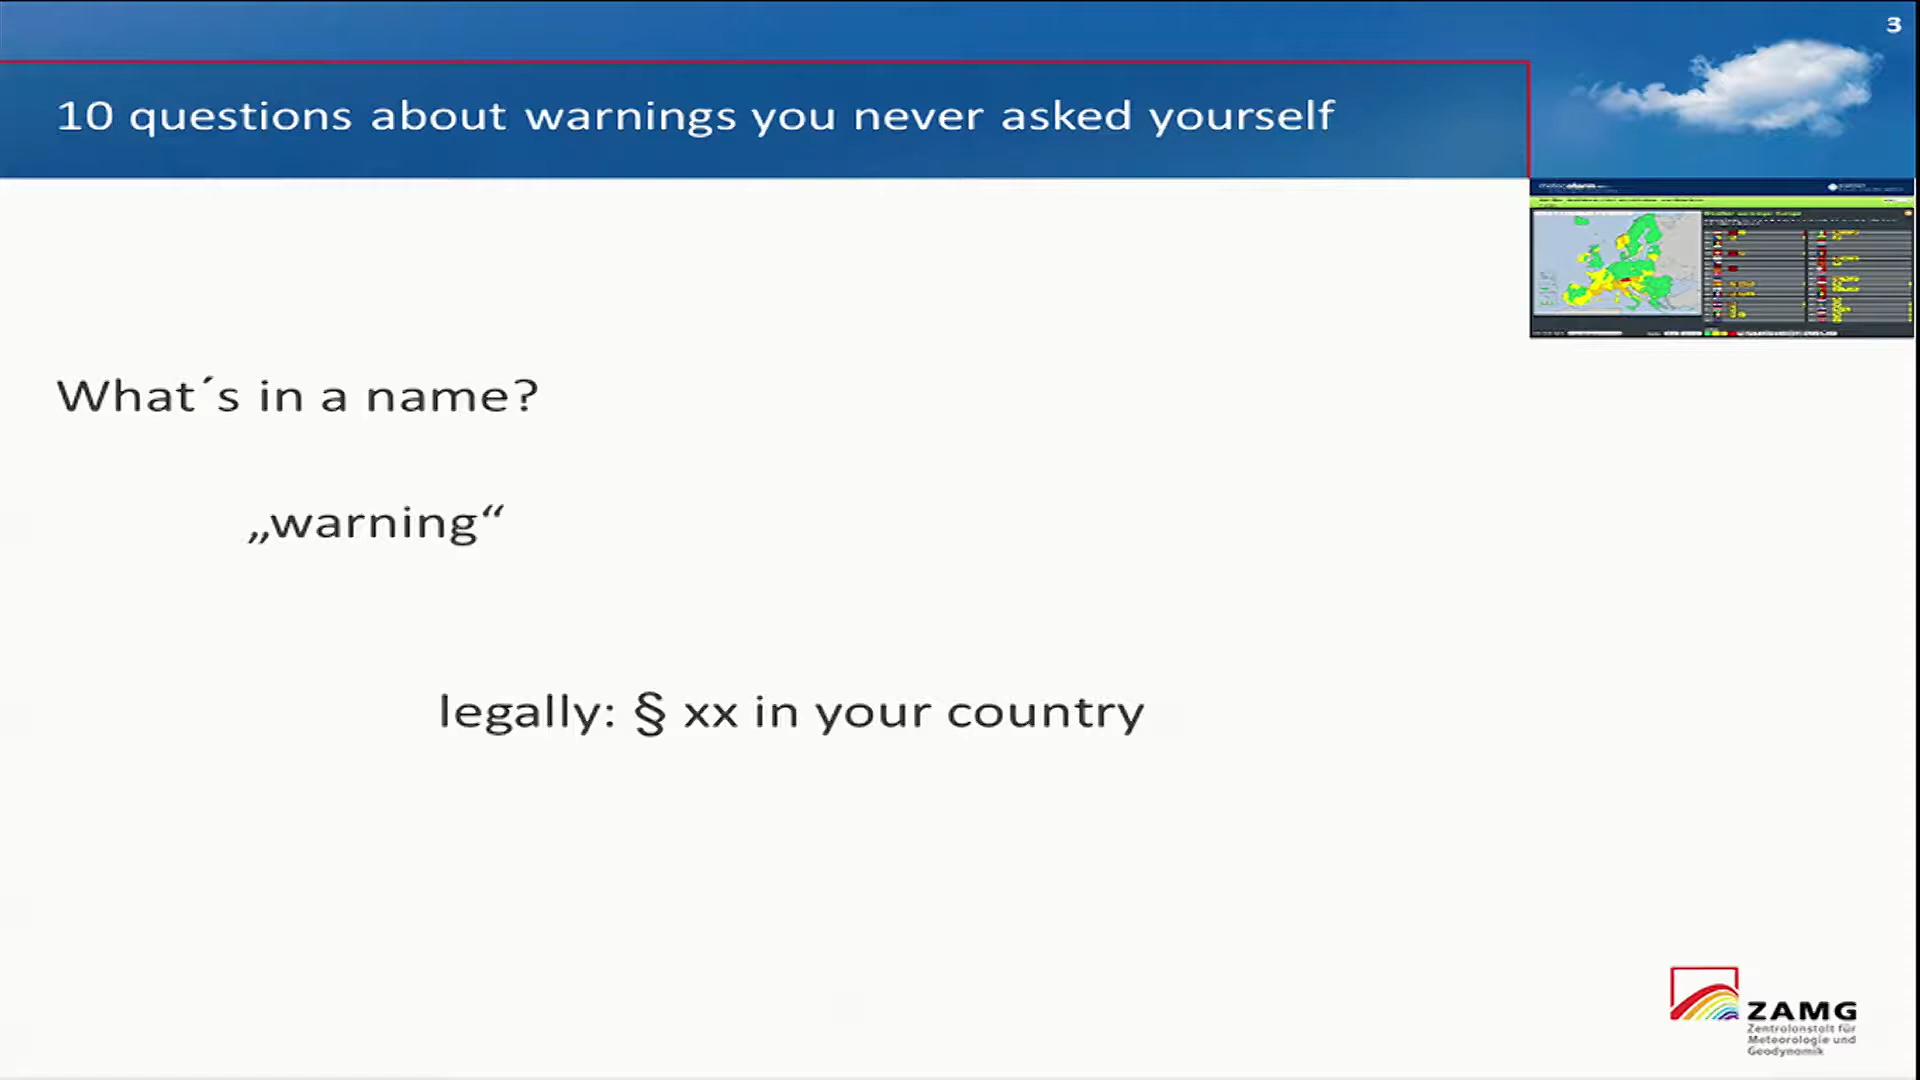 3
10 questions about warnings you never asked yourself
What´s in a name?
„warning“
legally: § xx in your country
ZAMG
Zentralanstalt für
Meteorologie und
Geodynamik